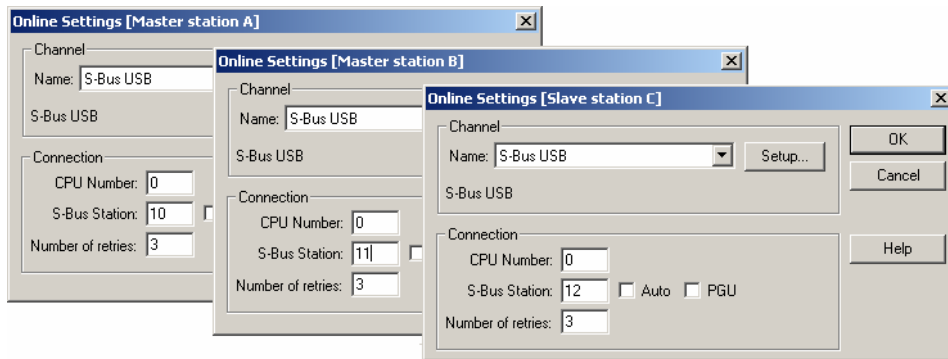 Online Settings [Master station A]
Channel
Name: S-Bus USB
S-Bus USB
Connection
CPU Number: 0
S-Bus Station: 10
Number of retries: 3
Online Settings [Master station B]
Channel
Name: S-Bus USB
S-Bus USB
Connection
CPU Number: 0
S-Bus Station: 11
Number of retries: 3
Online Settings [Slave station C]
Channel
Name: S-Bus USB Setup...
S-Bus USB
Connection
CPU Number: 0
S-Bus Station: 12 Auto PGU
Number of retries: 3
OK
Cancel
Help